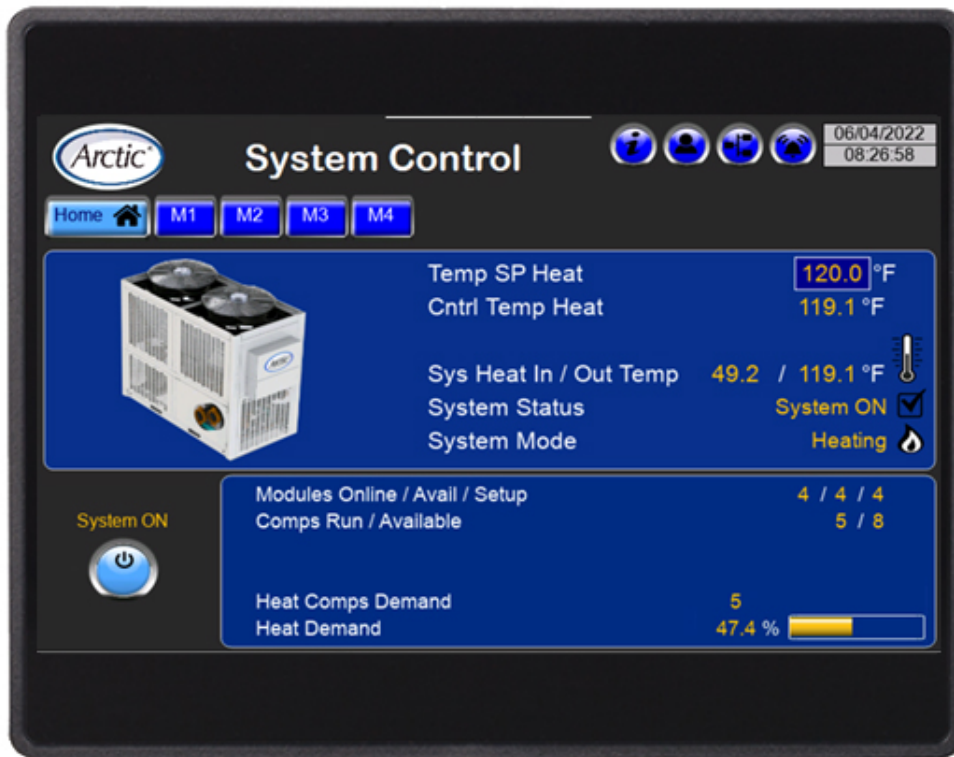 Arctic
System Control
06/04/2022
08:26:58
Home M1 M2 M3 M4
Temp SP Heat 120.0 °F
Cntrl Temp Heat 119.1 °F
Sys Heat In / Out Temp 49.2 / 119.1 °F
System Status System ON
System Mode Heating
Modules Online / Avail / Setup 4 / 4 / 4
Comps Run / Available 5 / 8
System ON
Heat Comps Demand 5
Heat Demand 47.4 %